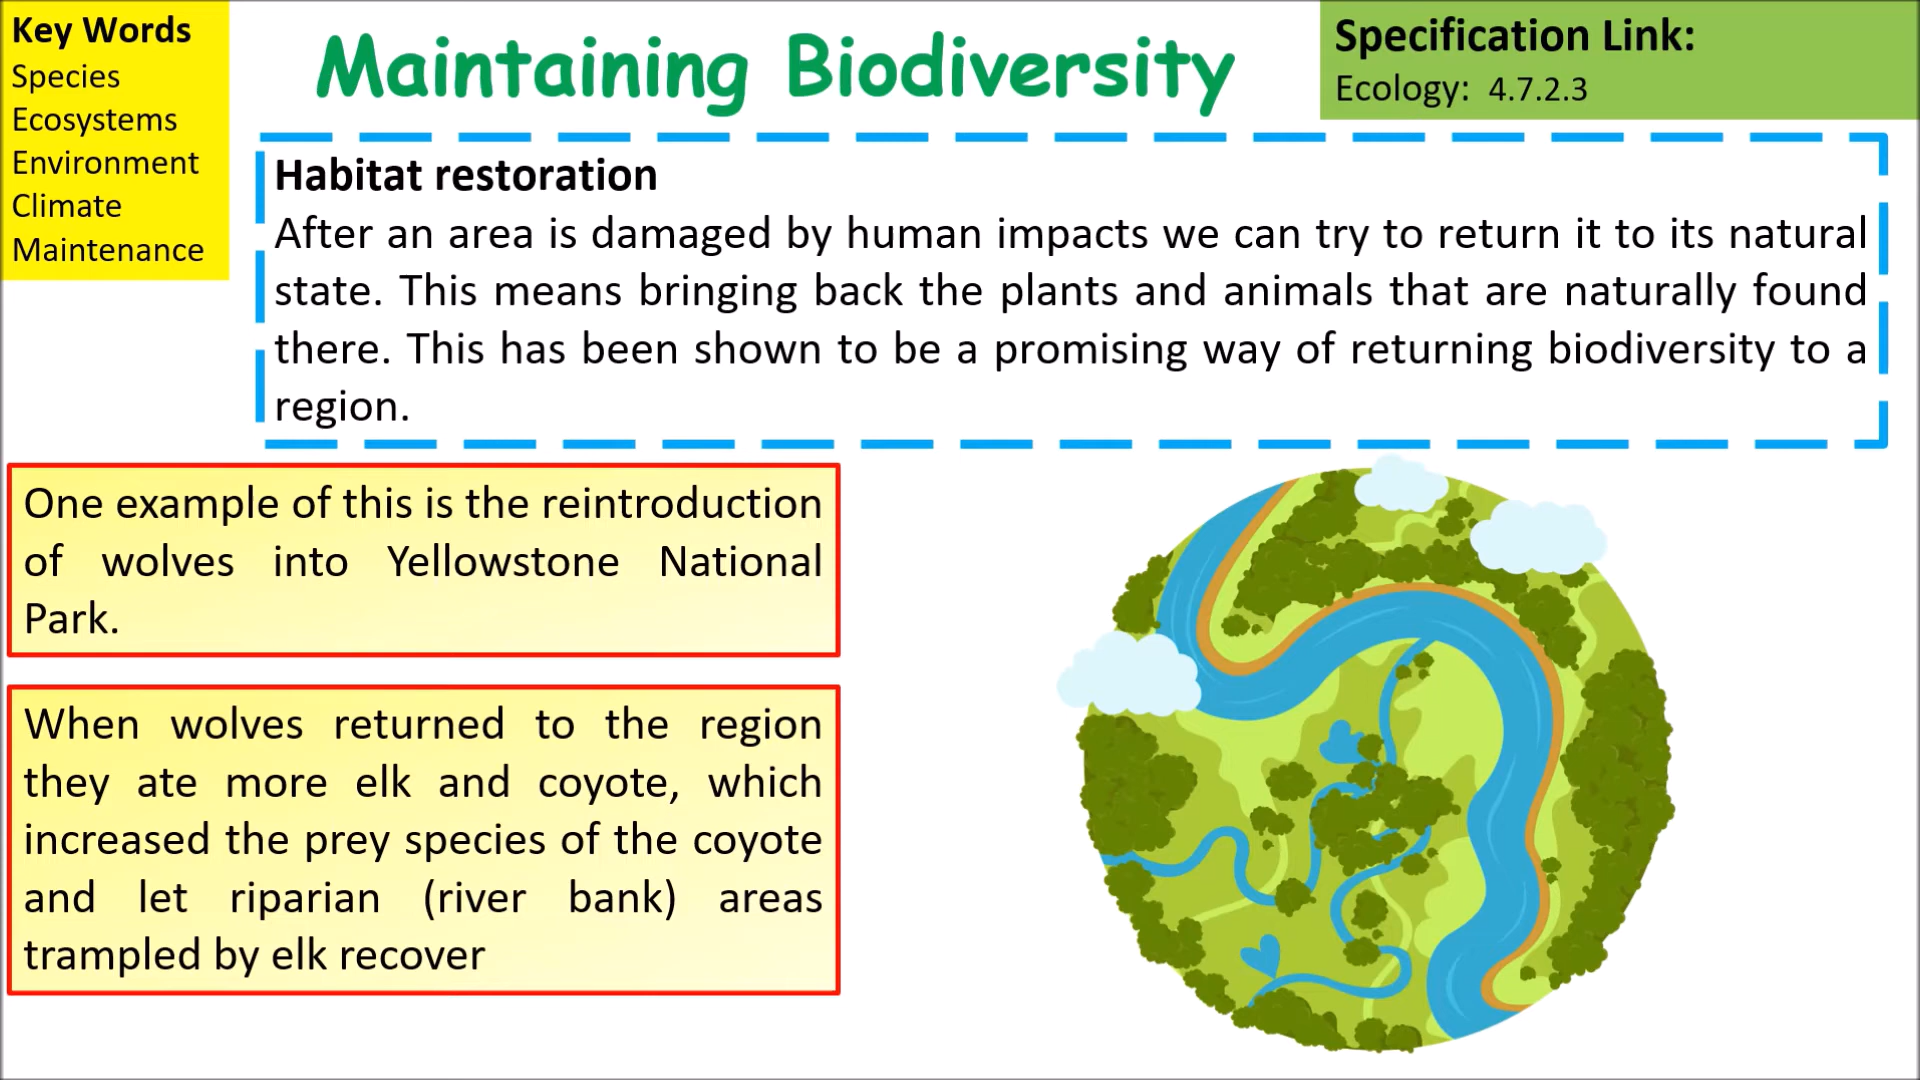 Key Words
Species
Ecosystems
Environment
Climate
Maintenance
Maintaining Biodiversity
Specification Link:
Ecology: 4.7.2.3
Habitat restoration
After an area is damaged by human impacts we can try to return it to its natural
state. This means bringing back the plants and animals that are naturally found
there. This has been shown to be a promising way of returning biodiversity to a
region.
One example of this is the reintroduction
of wolves into Yellowstone National
Park.
When wolves returned to the region
they ate more elk and coyote, which
increased the prey species of the coyote
and let riparian (river bank) areas
trampled by elk recover